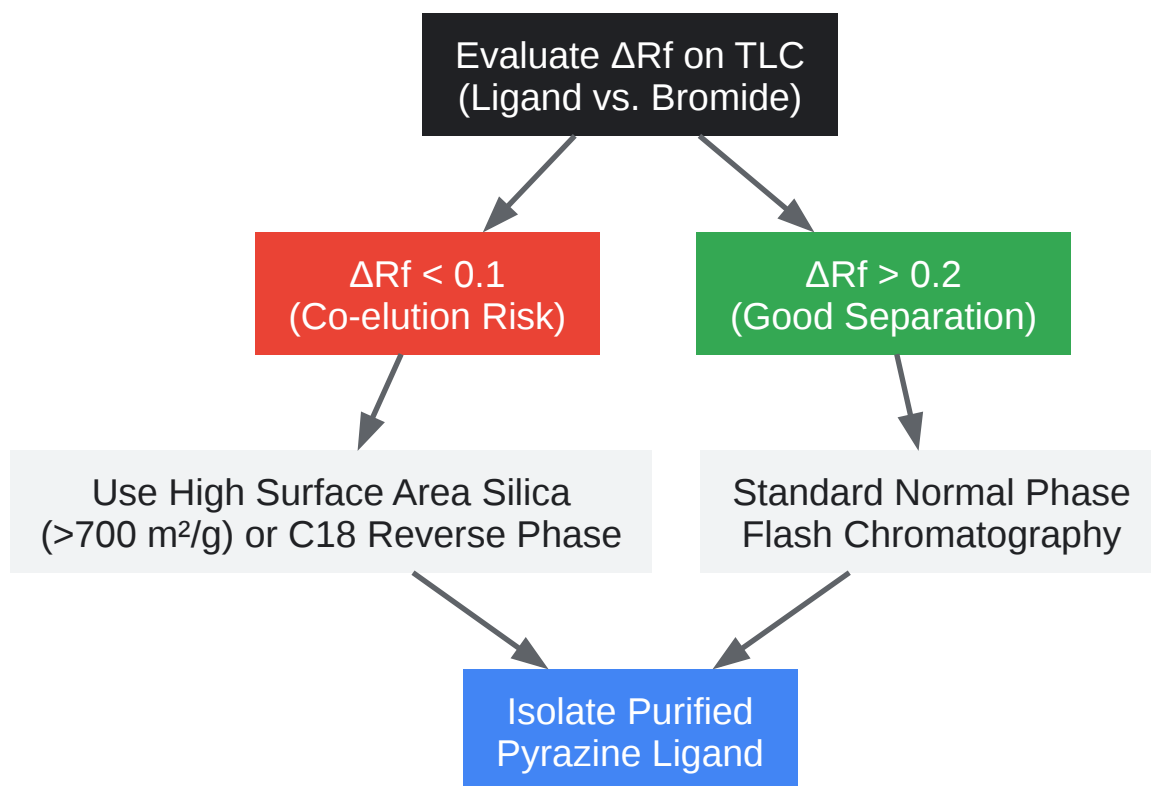 Evaluate ΔRf on TLC
(Ligand vs. Bromide)
ΔRf < 0.1
(Co-elution Risk)
ΔRf > 0.2
(Good Separation)
Use High Surface Area Silica
(>700 m²/g) or C18 Reverse Phase
Standard Normal Phase
Flash Chromatography
Isolate Purified
Pyrazine Ligand